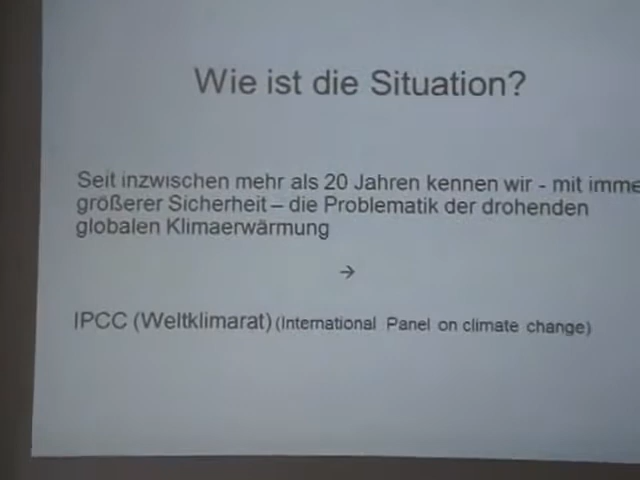 Wie ist die Situation?
Seit inzwischen mehr als 20 Jahren kennen wir - mit imme
größerer Sicherheit – die Problematik der drohenden
globalen Klimaerwärmung
→
IPCC (Weltklimarat) (International Panel on climate change)